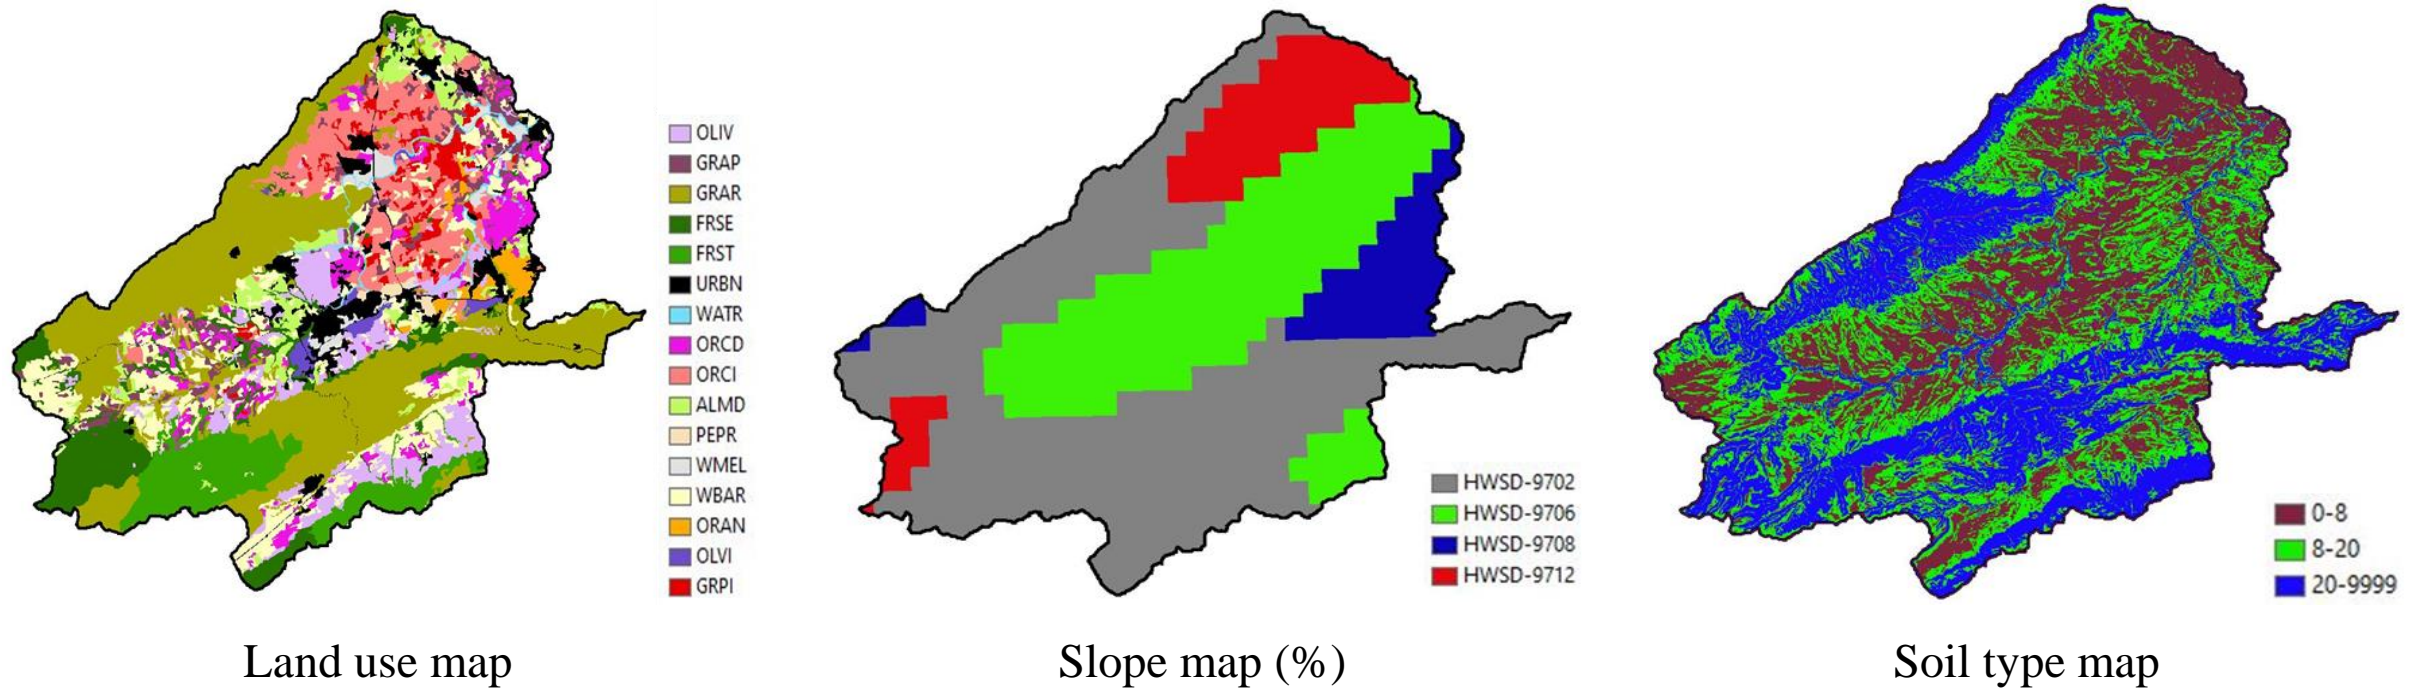 OLIV
GRAP
GRAR
FRSE
FRST
URBN
WATR
ORCD
ORCI
ALMD
PEPR
WMEL
WBAR
ORAN
OLVI
GRPI
Land use map
HWSD-9702
HWSD-9706
HWSD-9708
HWSD-9712
Slope map (%)
0-8
8-20
20-9999
Soil type map